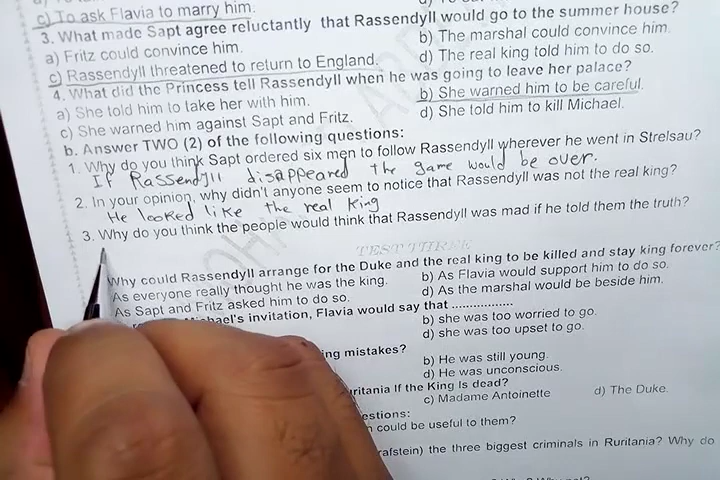 c) To ask Flavia to marry him.
3. What made Sapt agree reluctantly that Rassendyll would go to the summer house?
a) Fritz could convince him. b) The marshal could convince him.
c) Rassendyll threatened to return to England. d) The real king told him to do so.
4. What did the Princess tell Rassendyll when he was going to leave her palace?
a) She told him to take her with him. b) She warned him to be careful.
c) She warned him against Sapt and Fritz. d) She told him to kill Michael.
b. Answer TWO (2) of the following questions:
1. Why do you think Sapt ordered six men to follow Rassendyll wherever he went in Strelsau?
If Rassendyll disappeared the game would be over.
2. In your opinion, why didn't anyone seem to notice that Rassendyll was not the real king?
He looked like the real king
3. Why do you think the people would think that Rassendyll was mad if he told them the truth?
TEST THREE
Why could Rassendyll arrange for the Duke and the real king to be killed and stay king forever?
As everyone really thought he was the king. b) As Flavia would support him to do so.
As Sapt and Fritz asked him to do so. d) As the marshal would be beside him.
invitation, Flavia would say that .................
b) she was too worried to go.
d) she was too upset to go.
mistakes?
b) He was still young.
d) He was unconscious.
If the King Is dead?
c) Madame Antoinette d) The Duke.
could be useful to them?
the three biggest criminals in Ruritania? Why do